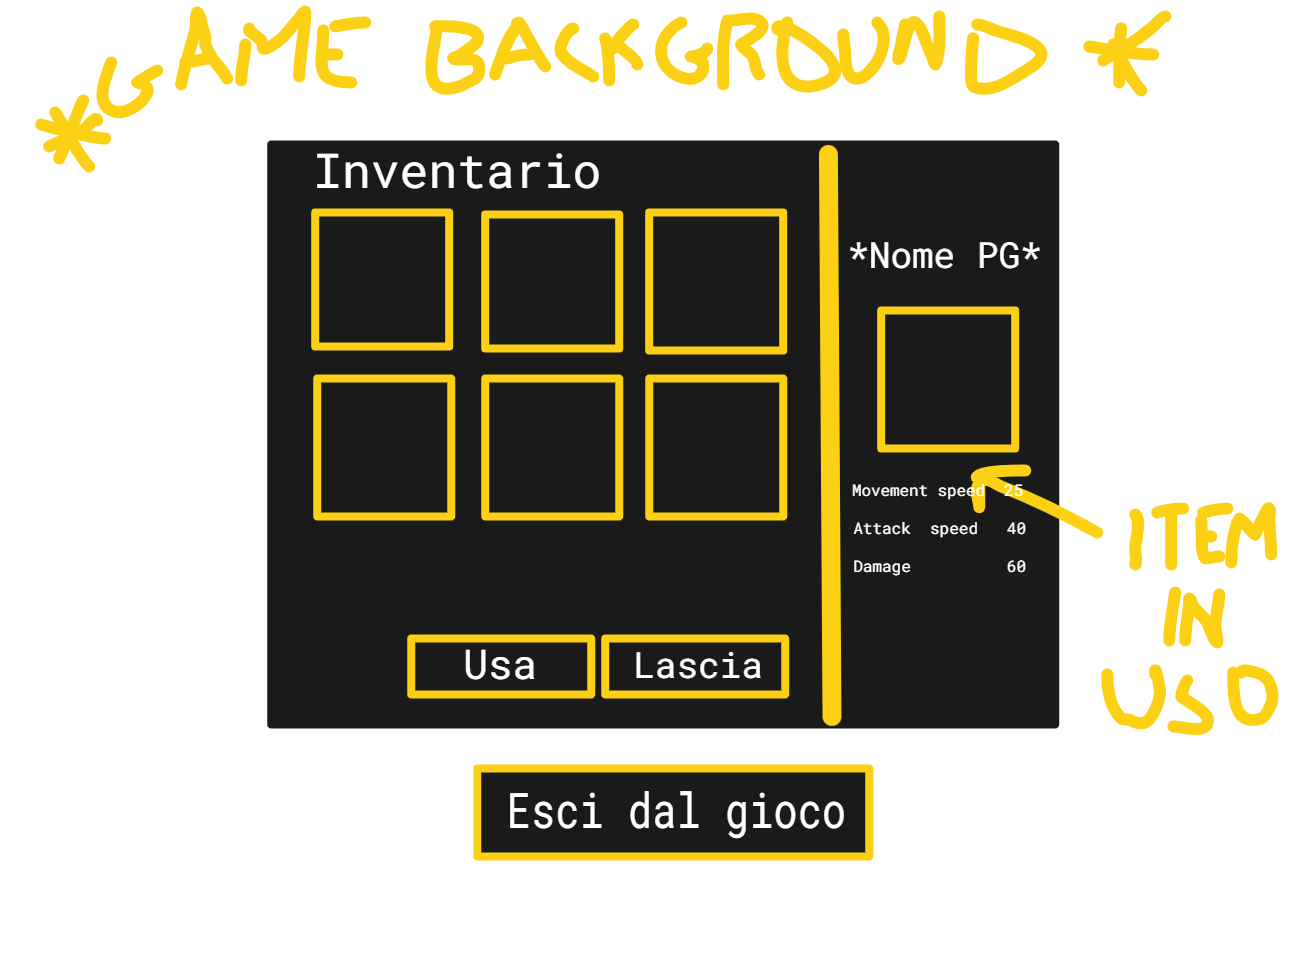 *GAME BACKGROUND*
Inventario
*Nome PG*
Movement speed 25
Attack speed 40
Damage 60
ITEM
IN
USO
Usa
Lascia
Esci dal gioco